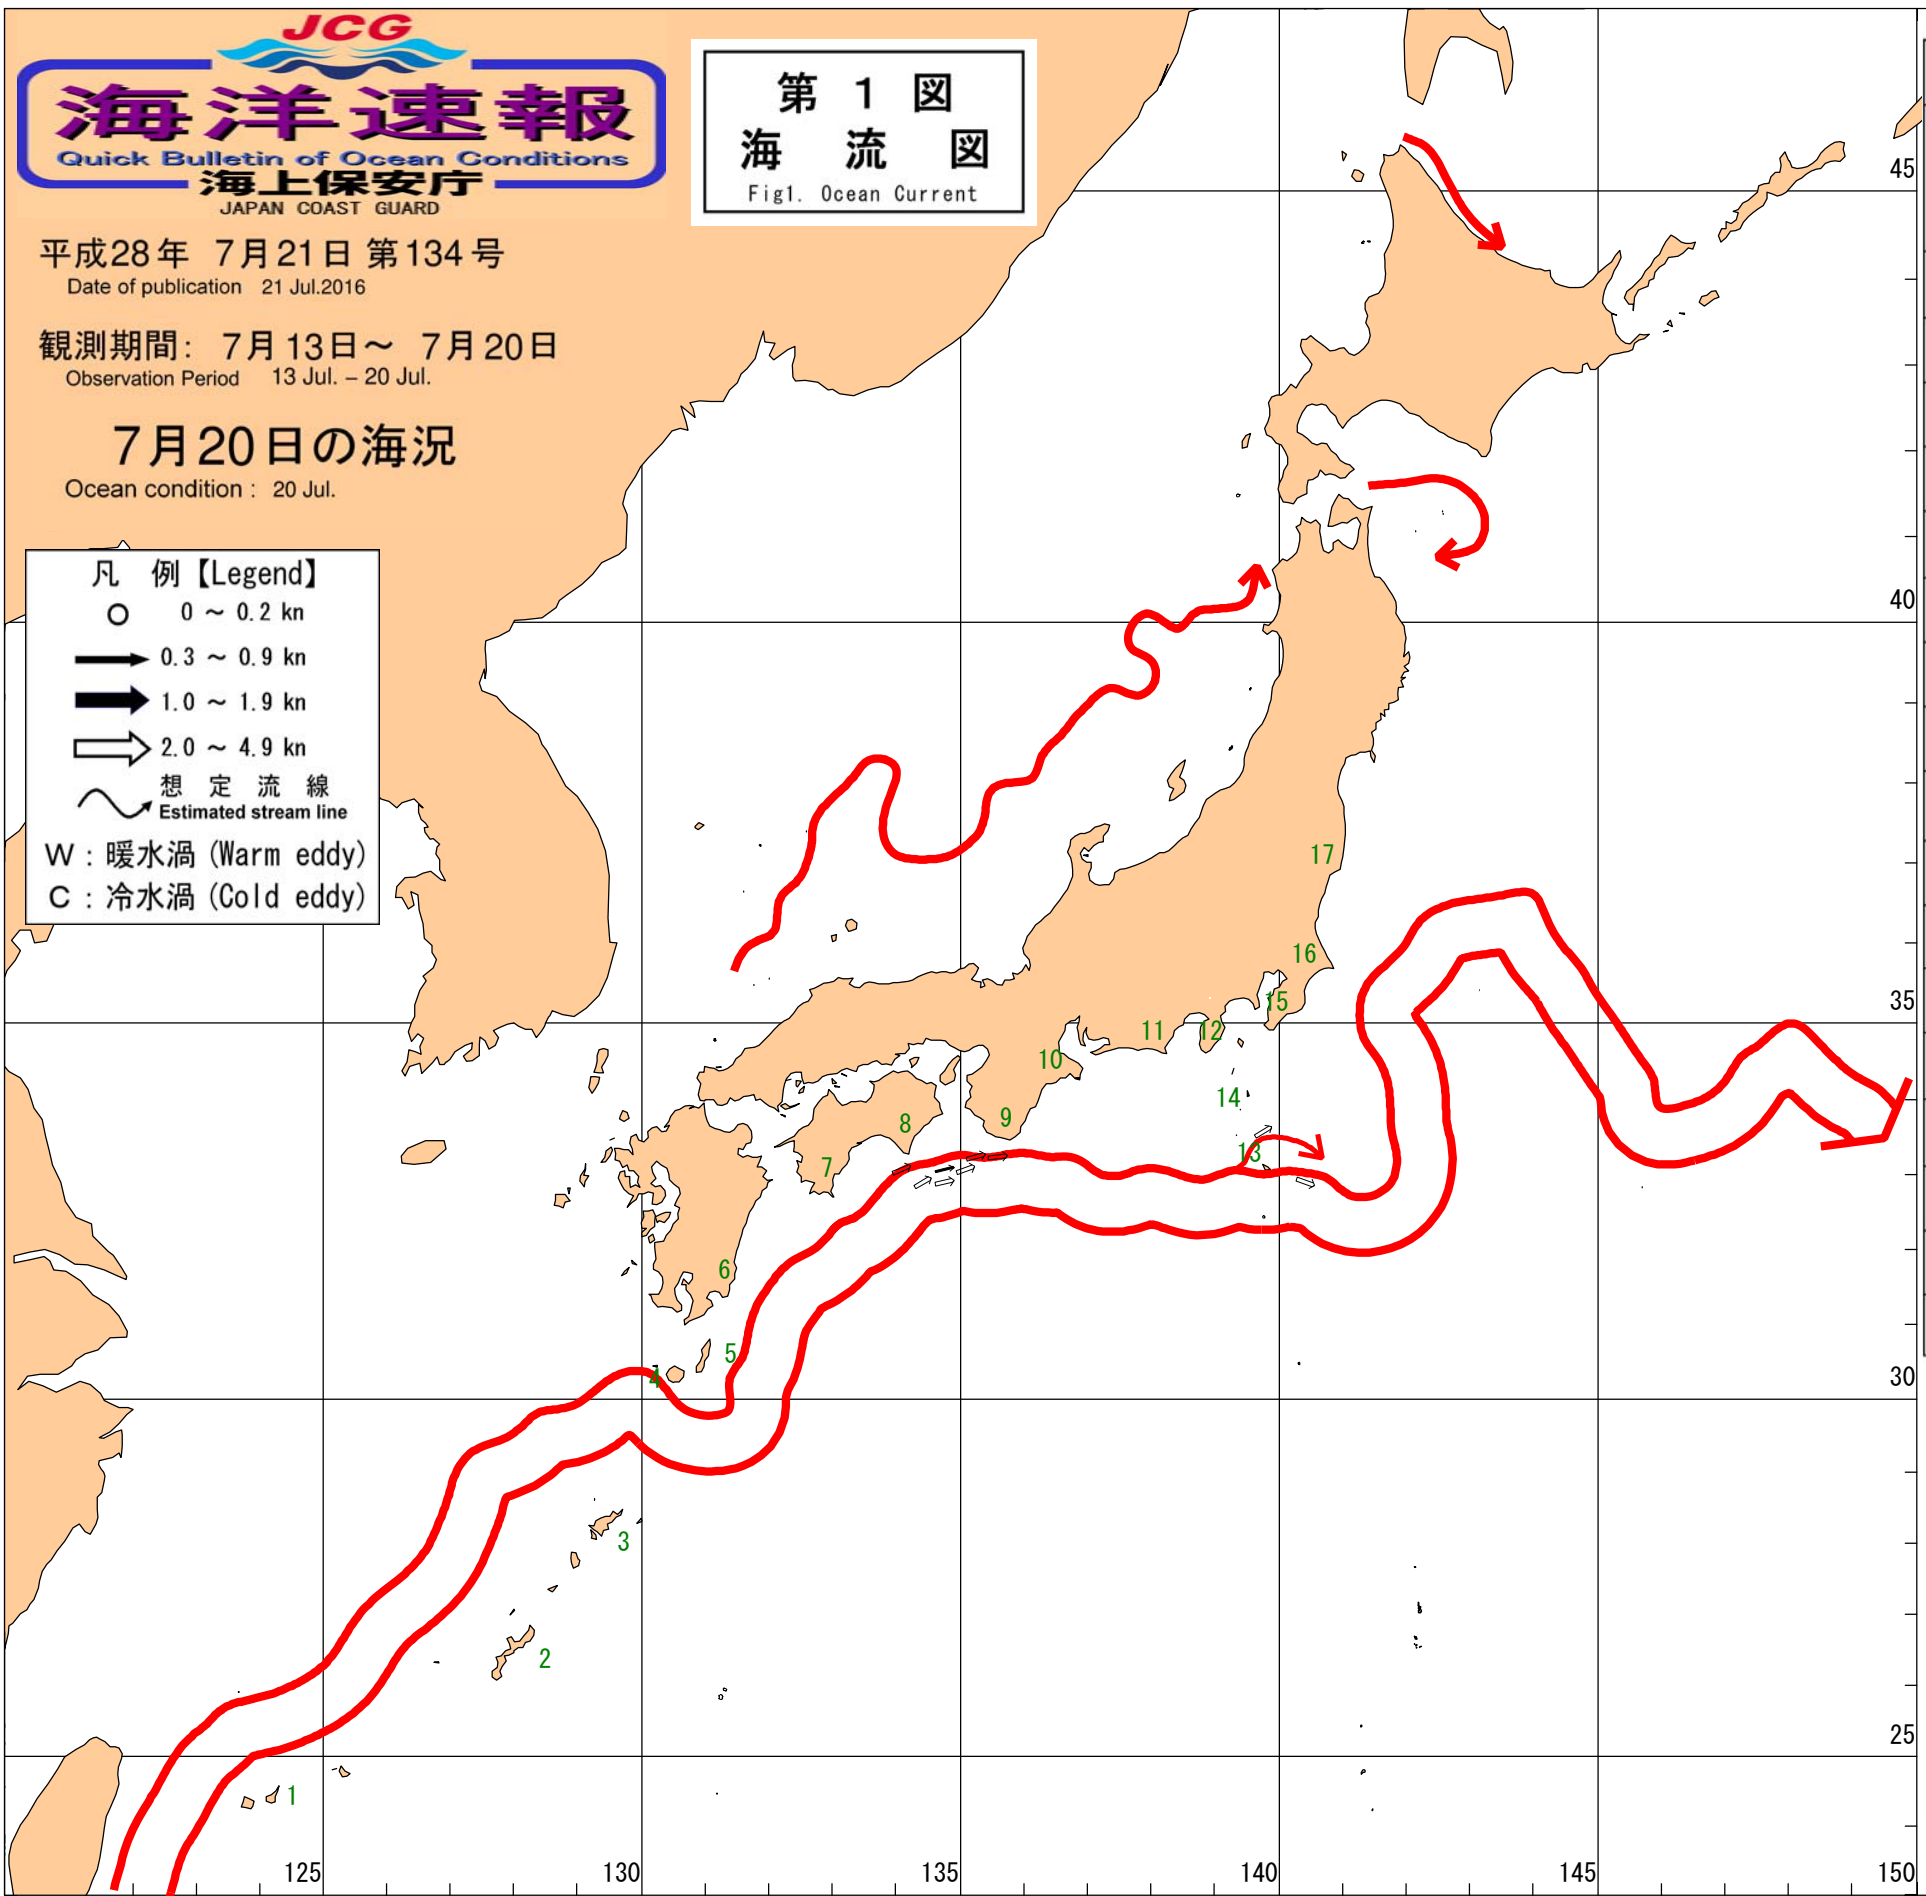 JCG
海洋速報
Quick Bulletin of Ocean Conditions
海上保安庁
JAPAN COAST GUARD
平成28年 7月21日 第134号
Date of publication 21 Jul.2016
観測期間: 7月13日～ 7月20日
Observation Period 13 Jul. – 20 Jul.
7月20日の海況
Ocean condition : 20 Jul.
第 1 図
海 流 図
Fig1. Ocean Current
凡 例【Legend】
0 ～ 0.2 kn
0.3 ～ 0.9 kn
1.0 ～ 1.9 kn
2.0 ～ 4.9 kn
想 定 流 線
Estimated stream line
W : 暖水渦 (Warm eddy)
C : 冷水渦 (Cold eddy)
45
40
17
16
35
15
12
11
10
14
9
8
13
7
6
5
4
30
3
2
25
1
125
130
135
140
145
150